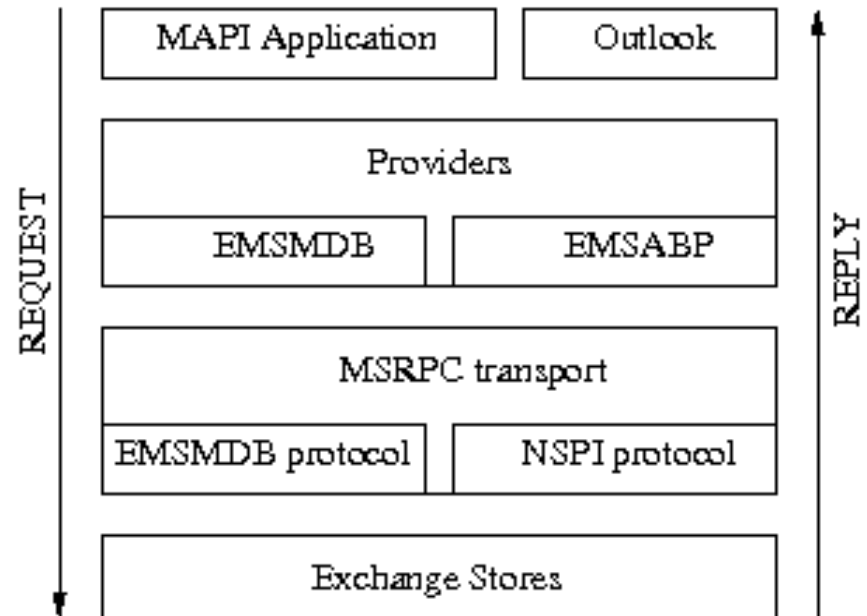 MAPI Application
Outlook
Providers
EMSMDB
EMSABP
REQUEST
REPLY
MSRPC transport
EMSMDB protocol
NSPI protocol
Exchange Stores